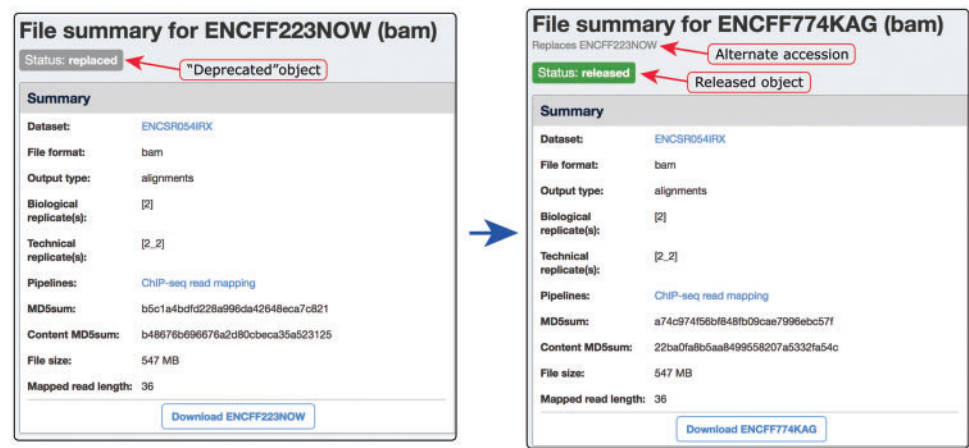 File summary for ENCFF223NOW (bam)
Status: replaced
"Deprecated"object
Summary
Dataset: ENCSR054IRX
File format: bam
Output type: alignments
Biological replicate(s): [2]
Technical replicate(s): [2_2]
Pipelines: ChIP-seq read mapping
MD5sum: b5c1a4bdfd228a996da42648eca7c821
Content MD5sum: b48676b696676a2d80cbeca35a523125
File size: 547 MB
Mapped read length: 36
Download ENCFF223NOW
File summary for ENCFF774KAG (bam)
Replaces ENCFF223NOW
Alternate accession
Status: released
Released object
Summary
Dataset: ENCSR054IRX
File format: bam
Output type: alignments
Biological replicate(s): [2]
Technical replicate(s): [2_2]
Pipelines: ChIP-seq read mapping
MD5sum: a74c974f56bf848fb09cae7996ebc57f
Content MD5sum: 22ba0fa8b5aa8499558207a5332fa54c
File size: 547 MB
Mapped read length: 36
Download ENCFF774KAG